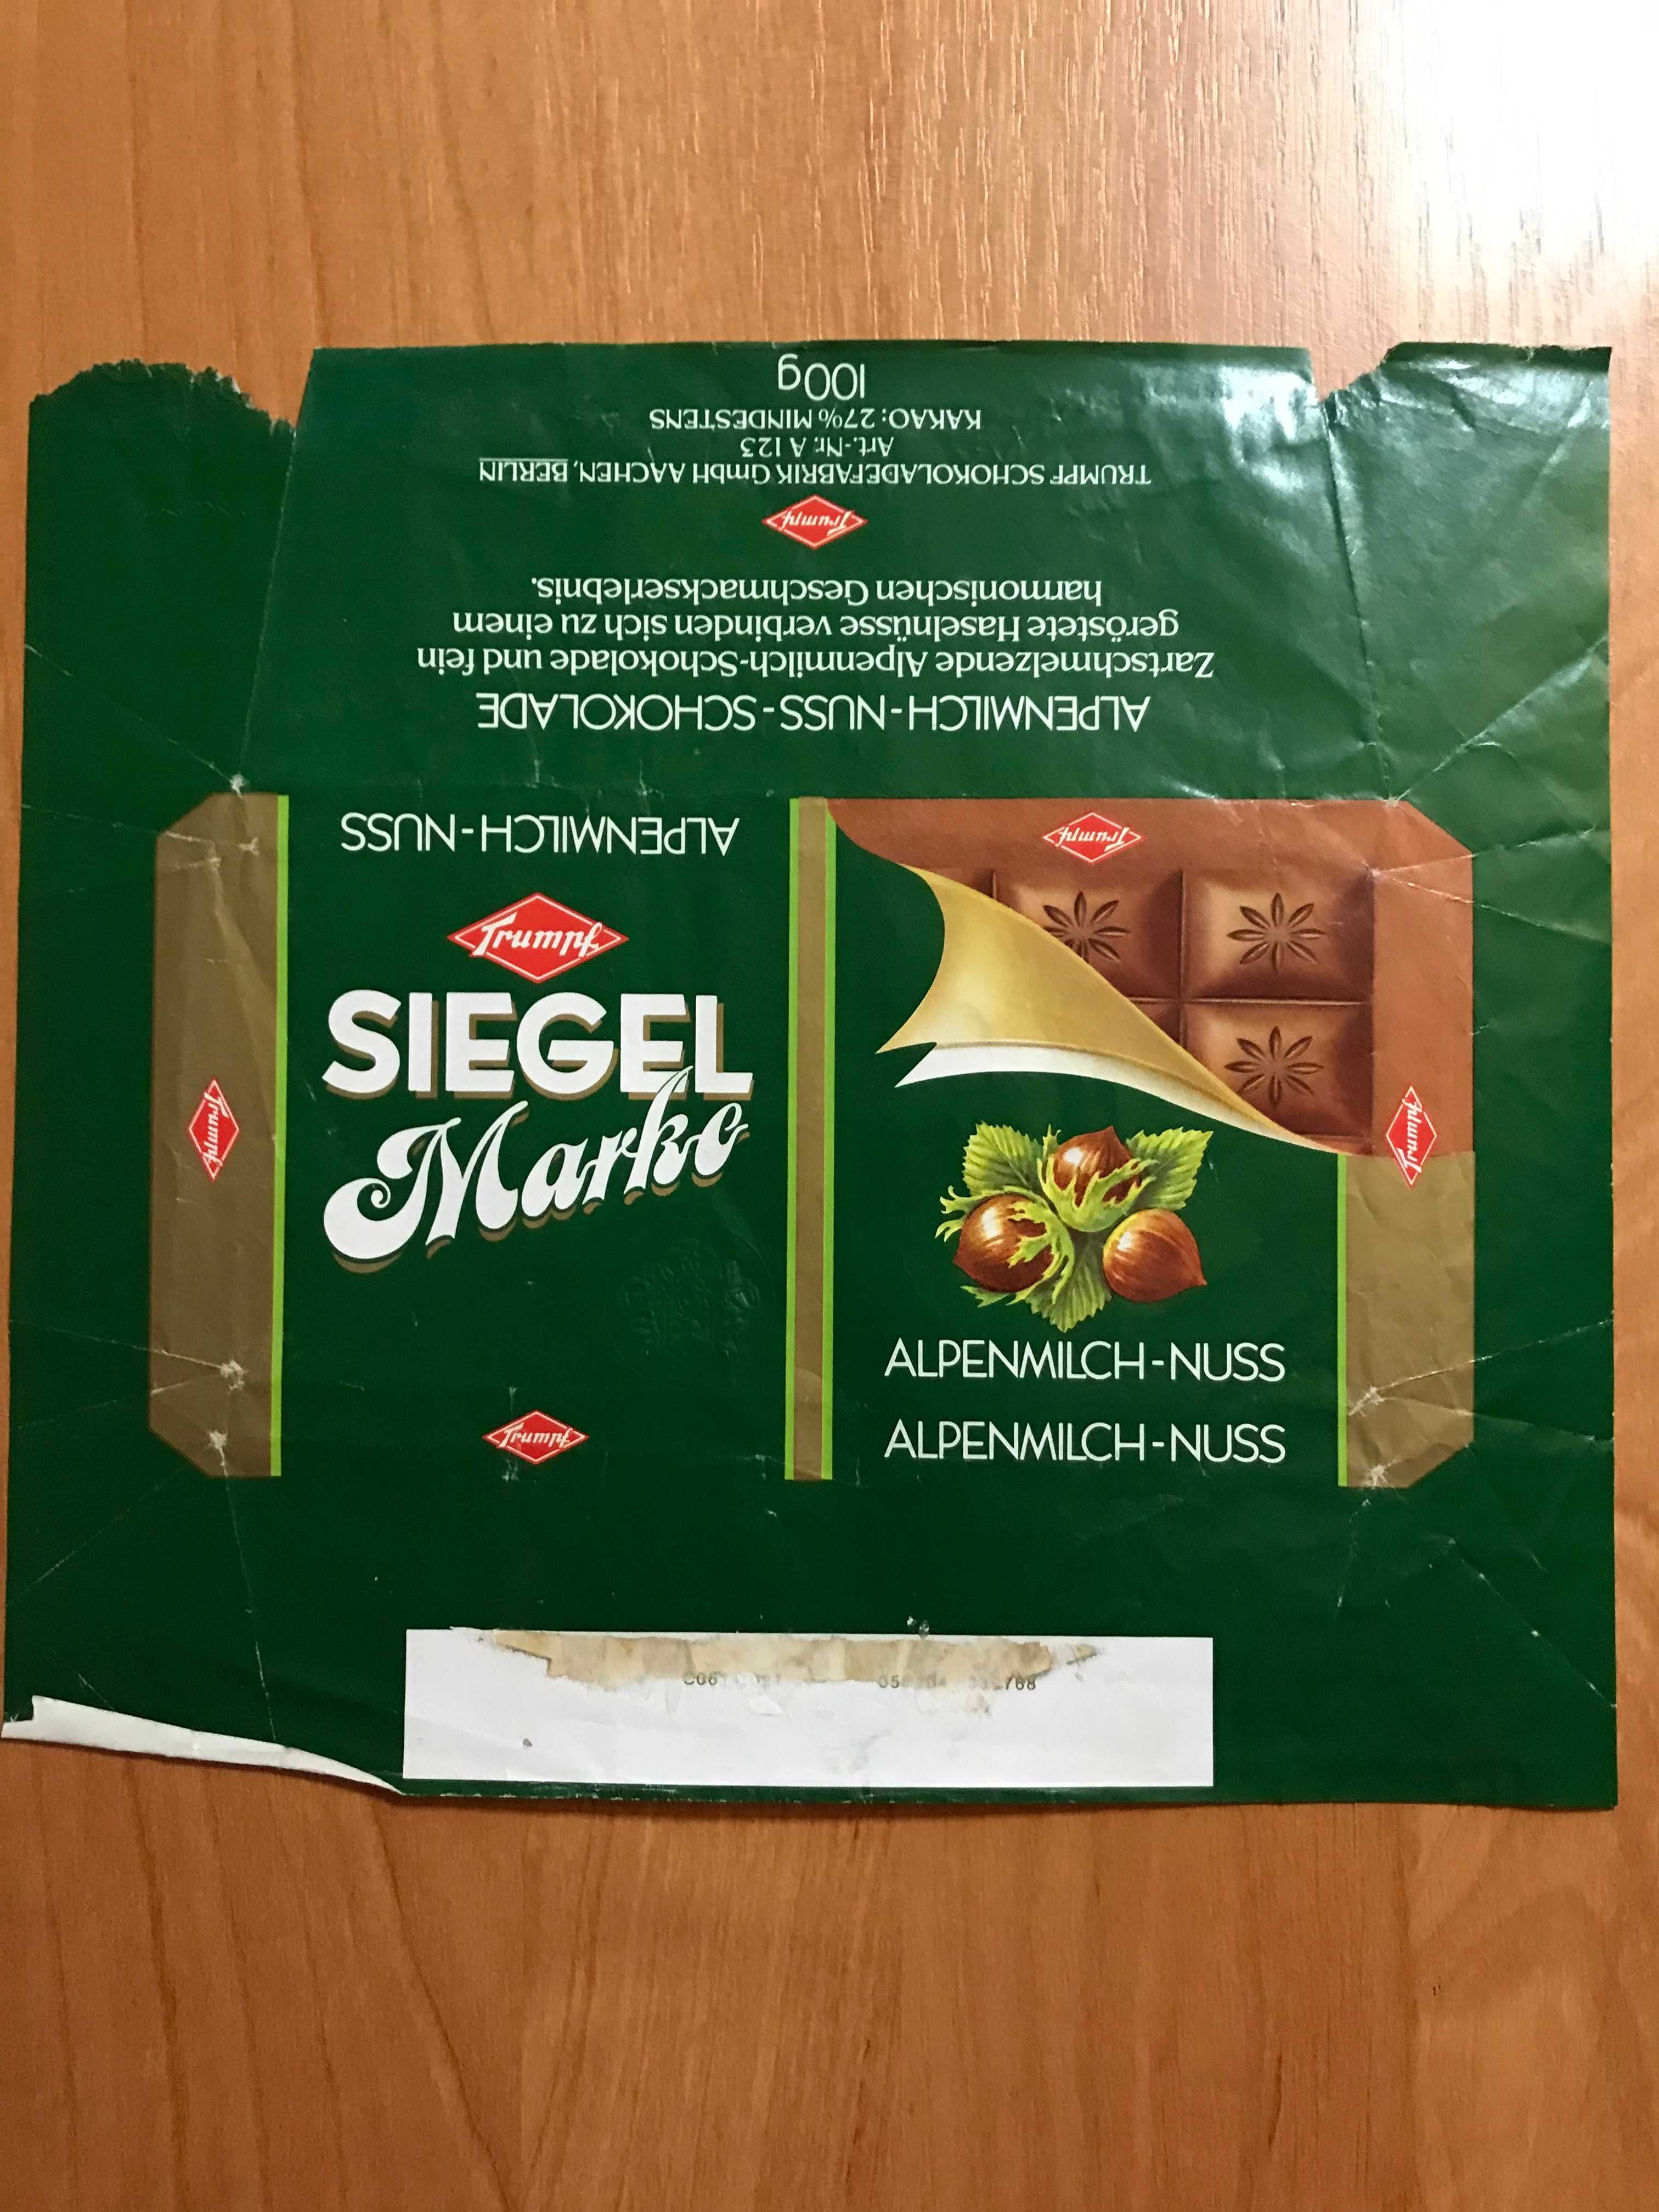 100g
KAKAO: 27% MINDESTENS
Art.-Nr. A 123
TRUMPF SCHOKOLADEFABRIK GmbH AACHEN, BERLIN
Trumpf
harmonischen Geschmackserlebnis.
geröstete Haselnüsse verbinden sich zu einem
Zartschmelzende Alpenmilch-Schokolade und fein
ALPENMILCH-NUSS-SCHOKOLADE
ALPENMILCH-NUSS
Trumpf
SIEGEL
Marke
Trumpf
Trumpf
Trumpf
Trumpf
ALPENMILCH-NUSS
ALPENMILCH-NUSS